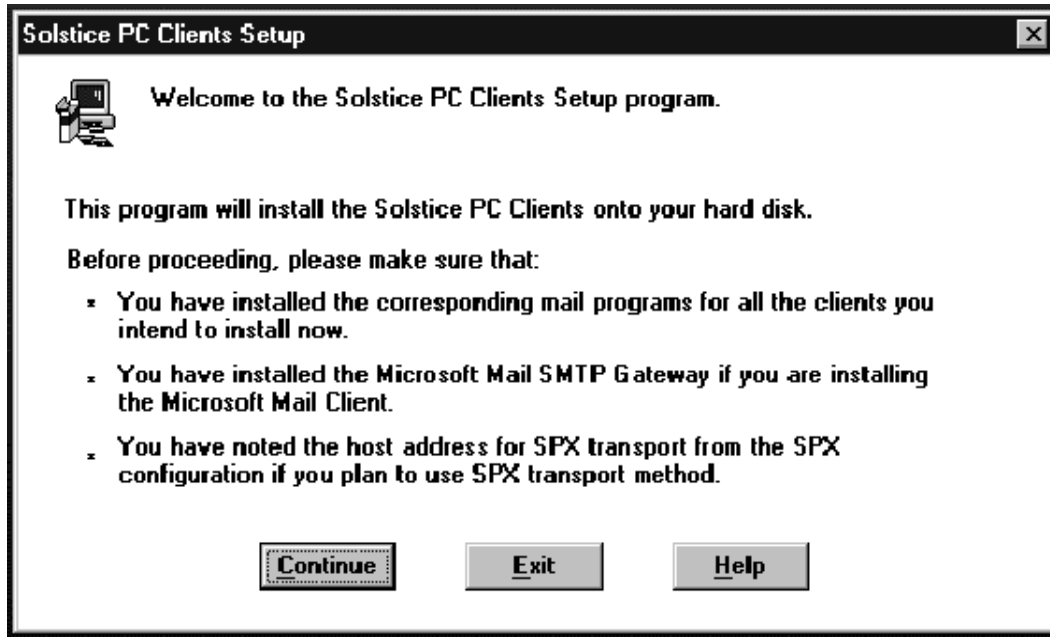 Solstice PC Clients Setup
Welcome to the Solstice PC Clients Setup program.
This program will install the Solstice PC Clients onto your hard disk.
Before proceeding, please make sure that:
You have installed the corresponding mail programs for all the clients you
intend to install now.
You have installed the Microsoft Mail SMTP Gateway if you are installing
the Microsoft Mail Client.
You have noted the host address for SPX transport from the SPX
configuration if you plan to use SPX transport method.
Continue Exit Help